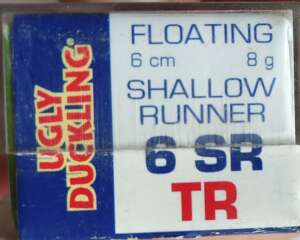 UGLY
DUCKLING®
FLOATING
6 cm 8 g
SHALLOW
RUNNER
6 SR
TR